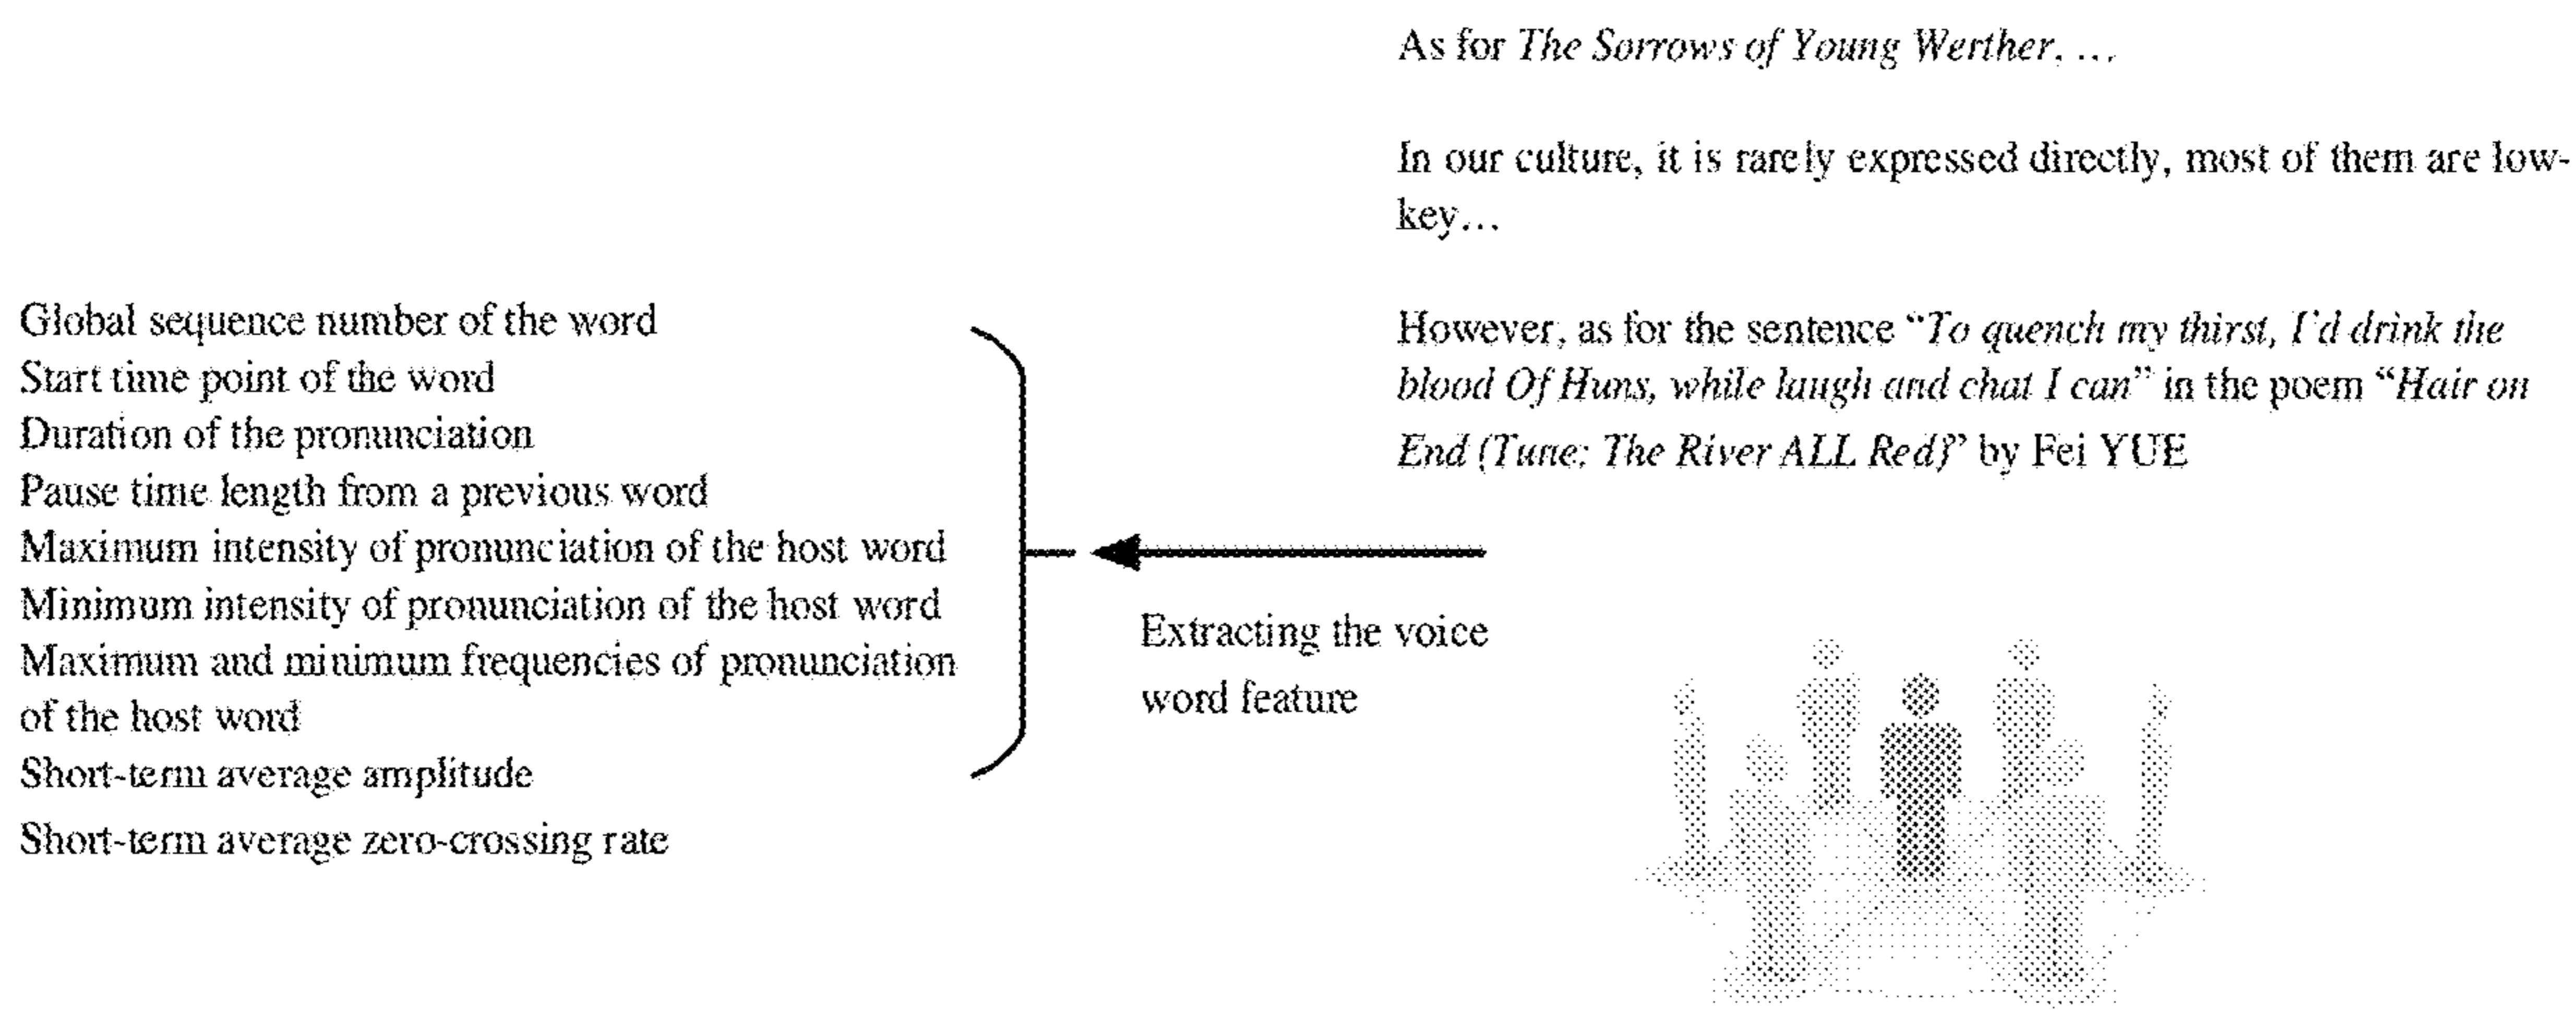 As for The Sorrows of Young Werther, …
In our culture, it is rarely expressed directly, most of them are low-
key…
However, as for the sentence “To quench my thirst, I’d drink the
blood Of Huns, while laugh and chat I can” in the poem “Hair on
End (Tune: The River ALL Red)” by Fei YUE
Global sequence number of the word
Start time point of the word
Duration of the pronunciation
Pause time length from a previous word
Maximum intensity of pronunciation of the host word
Minimum intensity of pronunciation of the host word
Maximum and minimum frequencies of pronunciation
of the host word
Short-term average amplitude
Short-term average zero-crossing rate
Extracting the voice
word feature